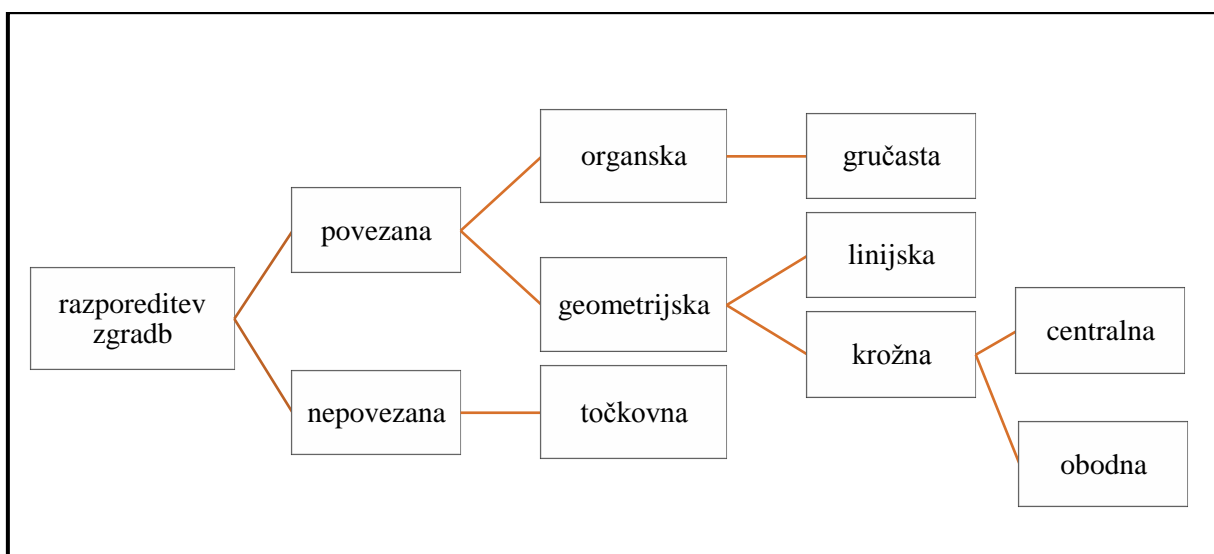 razporeditev
zgradb
povezana
nepovezana
organska
geometrijska
točkovna
gručasta
linijska
krožna
centralna
obodna